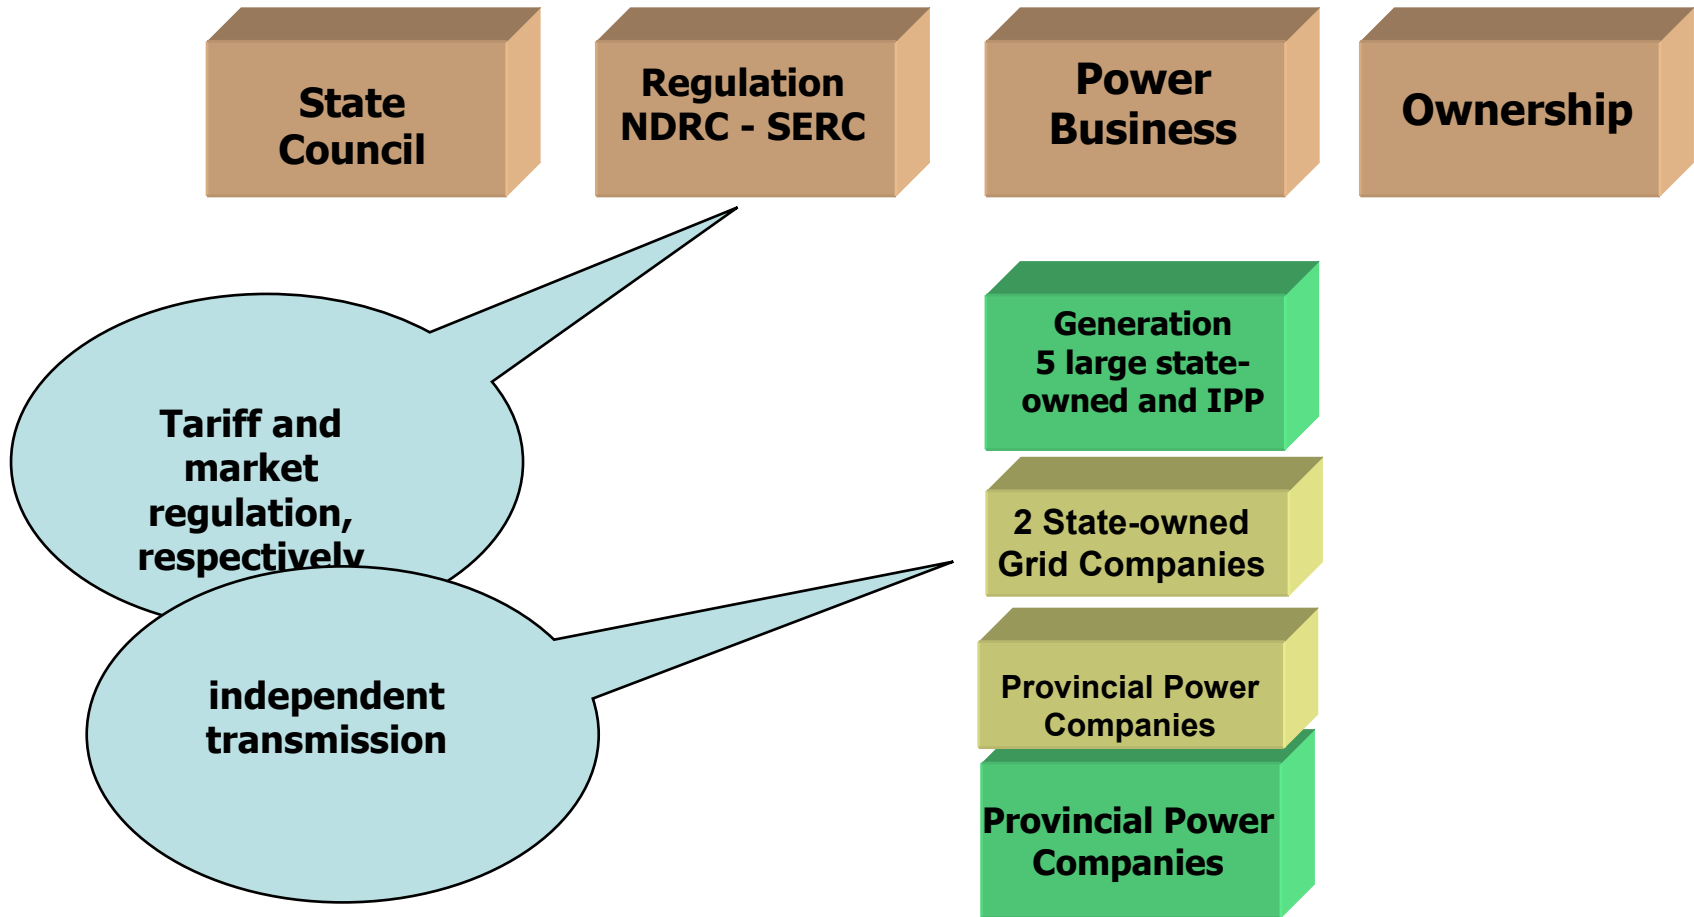 State
Council
Regulation
NDRC - SERC
Power
Business
Ownership
Tariff and
market
regulation,
respectively
independent
transmission
Generation
5 large state-
owned and IPP
2 State-owned
Grid Companies
Provincial Power
Companies
Provincial Power
Companies